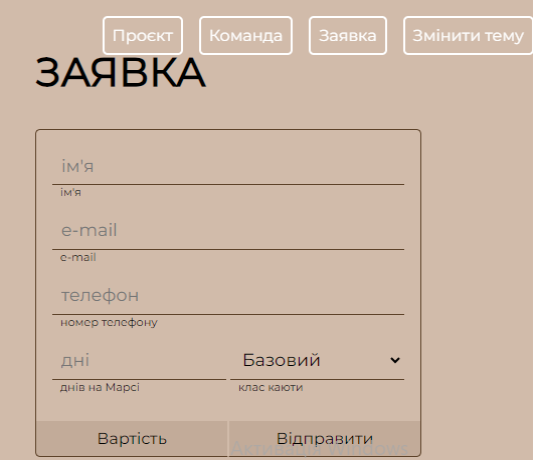 Проєкт Команда Заявка Змінити тему
ЗАЯВКА
ім'я
ім'я
e-mail
e-mail
телефон
номер телефону
дні Базовий
днів на Марсі клас каюти
Вартість Відправити
Активація Windows